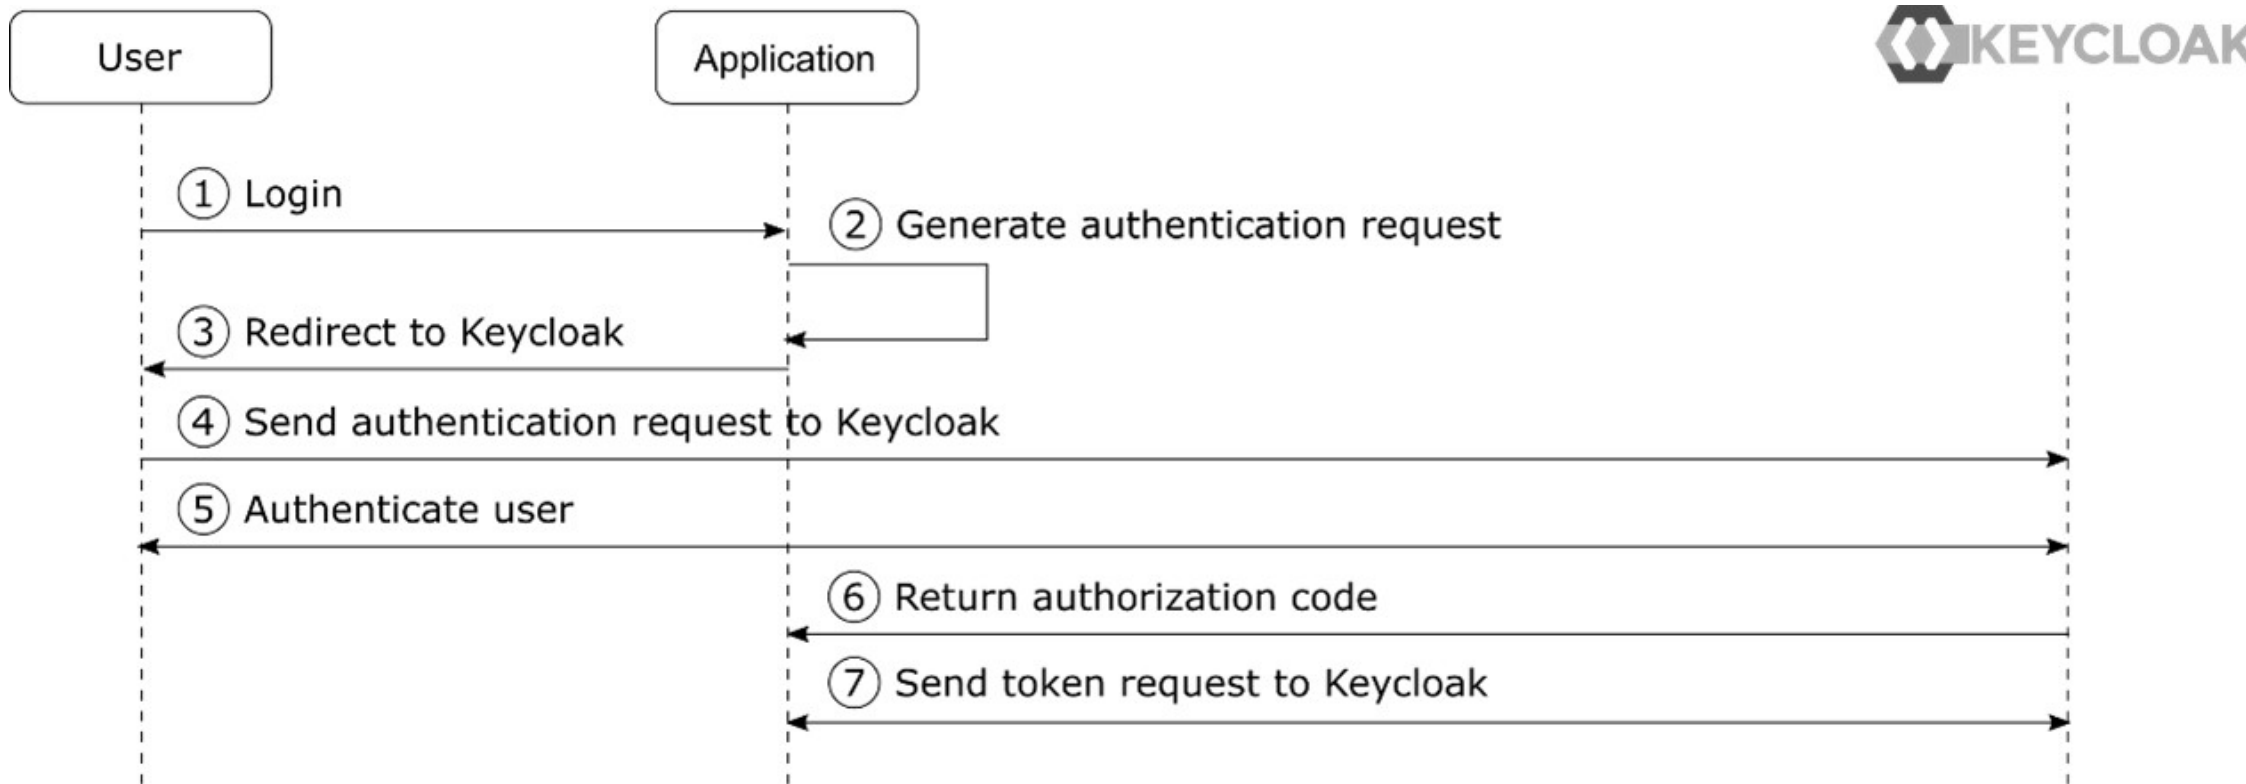 User
Application
KEYCLOAK
1 Login
2 Generate authentication request
3 Redirect to Keycloak
4 Send authentication request to Keycloak
5 Authenticate user
6 Return authorization code
7 Send token request to Keycloak